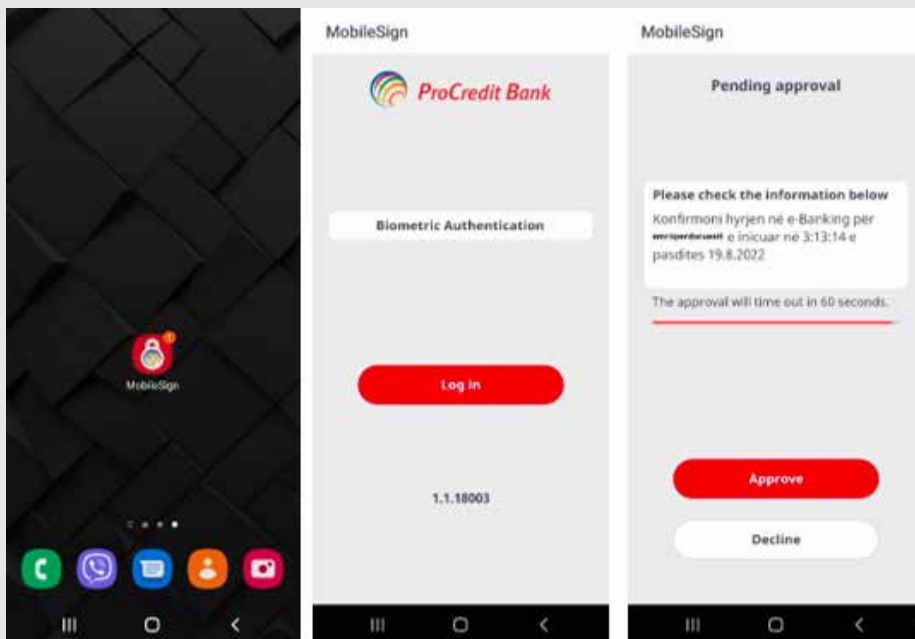 MobileSign
MobileSign
ProCredit Bank
Biometric Authentication
Log in
1.1.18003
MobileSign
Pending approval
Please check the information below
Konfirmoni hyrjen në e-Banking për
e inicuar në 3:13:14 e
pasdites 19.8.2022
The approval will time out in 60 seconds.
Approve
Decline